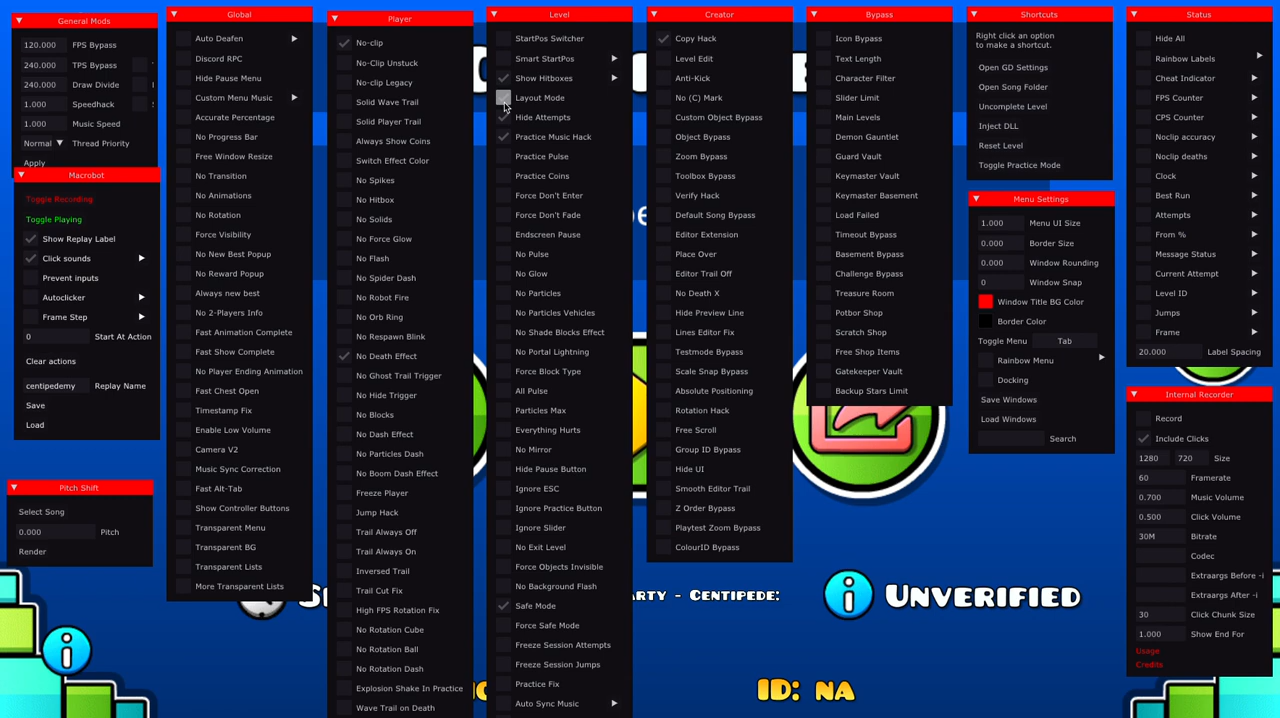 General Mods
120.000 FPS Bypass
240.000 TPS Bypass
240.000 Draw Divide
1.000 Speedhack
1.000 Music Speed
Normal Thread Priority
Apply
Macrobot
Toggle Recording
Toggle Playing
Show Replay Label
Click sounds
Prevent inputs
Autoclicker
Frame Step
0 Start At Action
Clear actions
centipedemy Replay Name
Save
Load
Pitch Shift
Select Song
0.000 Pitch
Render
Global
Auto Deafen
Discord RPC
Hide Pause Menu
Custom Menu Music
Accurate Percentage
No Progress Bar
Free Window Resize
No Transition
No Animations
No Rotation
Force Visibility
No New Best Popup
No Reward Popup
Always new best
No 2-Players Info
Fast Animation Complete
Fast Show Complete
No Player Ending Animation
Fast Chest Open
Timestamp Fix
Enable Low Volume
Camera V2
Music Sync Correction
Fast Alt-Tab
Show Controller Buttons
Transparent Menu
Transparent BG
Transparent Lists
More Transparent Lists
Player
No-clip
No-Clip Unstuck
No-clip Legacy
Solid Wave Trail
Solid Player Trail
Always Show Coins
Switch Effect Color
No Spikes
No Hitbox
No Solids
No Force Glow
No Flash
No Spider Dash
No Robot Fire
No Orb Ring
No Respawn Blink
No Death Effect
No Ghost Trail Trigger
No Hide Trigger
No Blocks
No Dash Effect
No Particles Dash
No Boom Dash Effect
Freeze Player
Jump Hack
Trail Always Off
Trail Always On
Inversed Trail
Trail Cut Fix
High FPS Rotation Fix
No Rotation Cube
No Rotation Ball
No Rotation Dash
Explosion Shake In Practice
Wave Trail on Death
Level
StartPos Switcher
Smart StartPos
Show Hitboxes
Layout Mode
Hide Attempts
Practice Music Hack
Practice Pulse
Practice Coins
Force Don't Enter
Force Don't Fade
Endscreen Pause
No Pulse
No Glow
No Particles
No Particles Vehicles
No Shade Blocks Effect
No Portal Lightning
Force Block Type
All Pulse
Particles Max
Everything Hurts
No Mirror
Hide Pause Button
Ignore ESC
Ignore Practice Button
Ignore Slider
No Exit Level
Force Objects Invisible
No Background Flash
Safe Mode
Force Safe Mode
Freeze Session Attempts
Freeze Session Jumps
Practice Fix
Auto Sync Music
Creator
Copy Hack
Level Edit
Anti-Kick
No (C) Mark
Custom Object Bypass
Object Bypass
Zoom Bypass
Toolbox Bypass
Verify Hack
Default Song Bypass
Editor Extension
Place Over
Editor Trail Off
No Death X
Hide Preview Line
Lines Editor Fix
Testmode Bypass
Scale Snap Bypass
Absolute Positioning
Rotation Hack
Free Scroll
Group ID Bypass
Hide UI
Smooth Editor Trail
Z Order Bypass
Playtest Zoom Bypass
ColourID Bypass
Bypass
Icon Bypass
Text Length
Character Filter
Slider Limit
Main Levels
Demon Gauntlet
Guard Vault
Keymaster Vault
Keymaster Basement
Load Failed
Timeout Bypass
Basement Bypass
Challenge Bypass
Treasure Room
Potbor Shop
Scratch Shop
Free Shop Items
Gatekeeper Vault
Backup Stars Limit
Shortcuts
Right click an option
to make a shortcut.
Open GD Settings
Open Song Folder
Uncomplete Level
Inject DLL
Reset Level
Toggle Practice Mode
Menu Settings
1.000 Menu UI Size
0.000 Border Size
0.000 Window Rounding
0 Window Snap
Window Title BG Color
Border Color
Toggle Menu Tab
Rainbow Menu
Docking
Save Windows
Load Windows
Search
Status
Hide All
Rainbow Labels
Cheat Indicator
FPS Counter
CPS Counter
Noclip accuracy
Noclip deaths
Clock
Best Run
Attempts
From %
Message Status
Current Attempt
Level ID
Jumps
Frame
20.000 Label Spacing
Internal Recorder
Record
Include Clicks
1280 720 Size
60 Framerate
0.700 Music Volume
0.500 Click Volume
30M Bitrate
Codec
Extraargs Before -i
Extraargs After -i
30 Click Chunk Size
1.000 Show End For
Usage
Credits
ARTY - CENTIPEDE:
UNVERIFIED
ID: NA